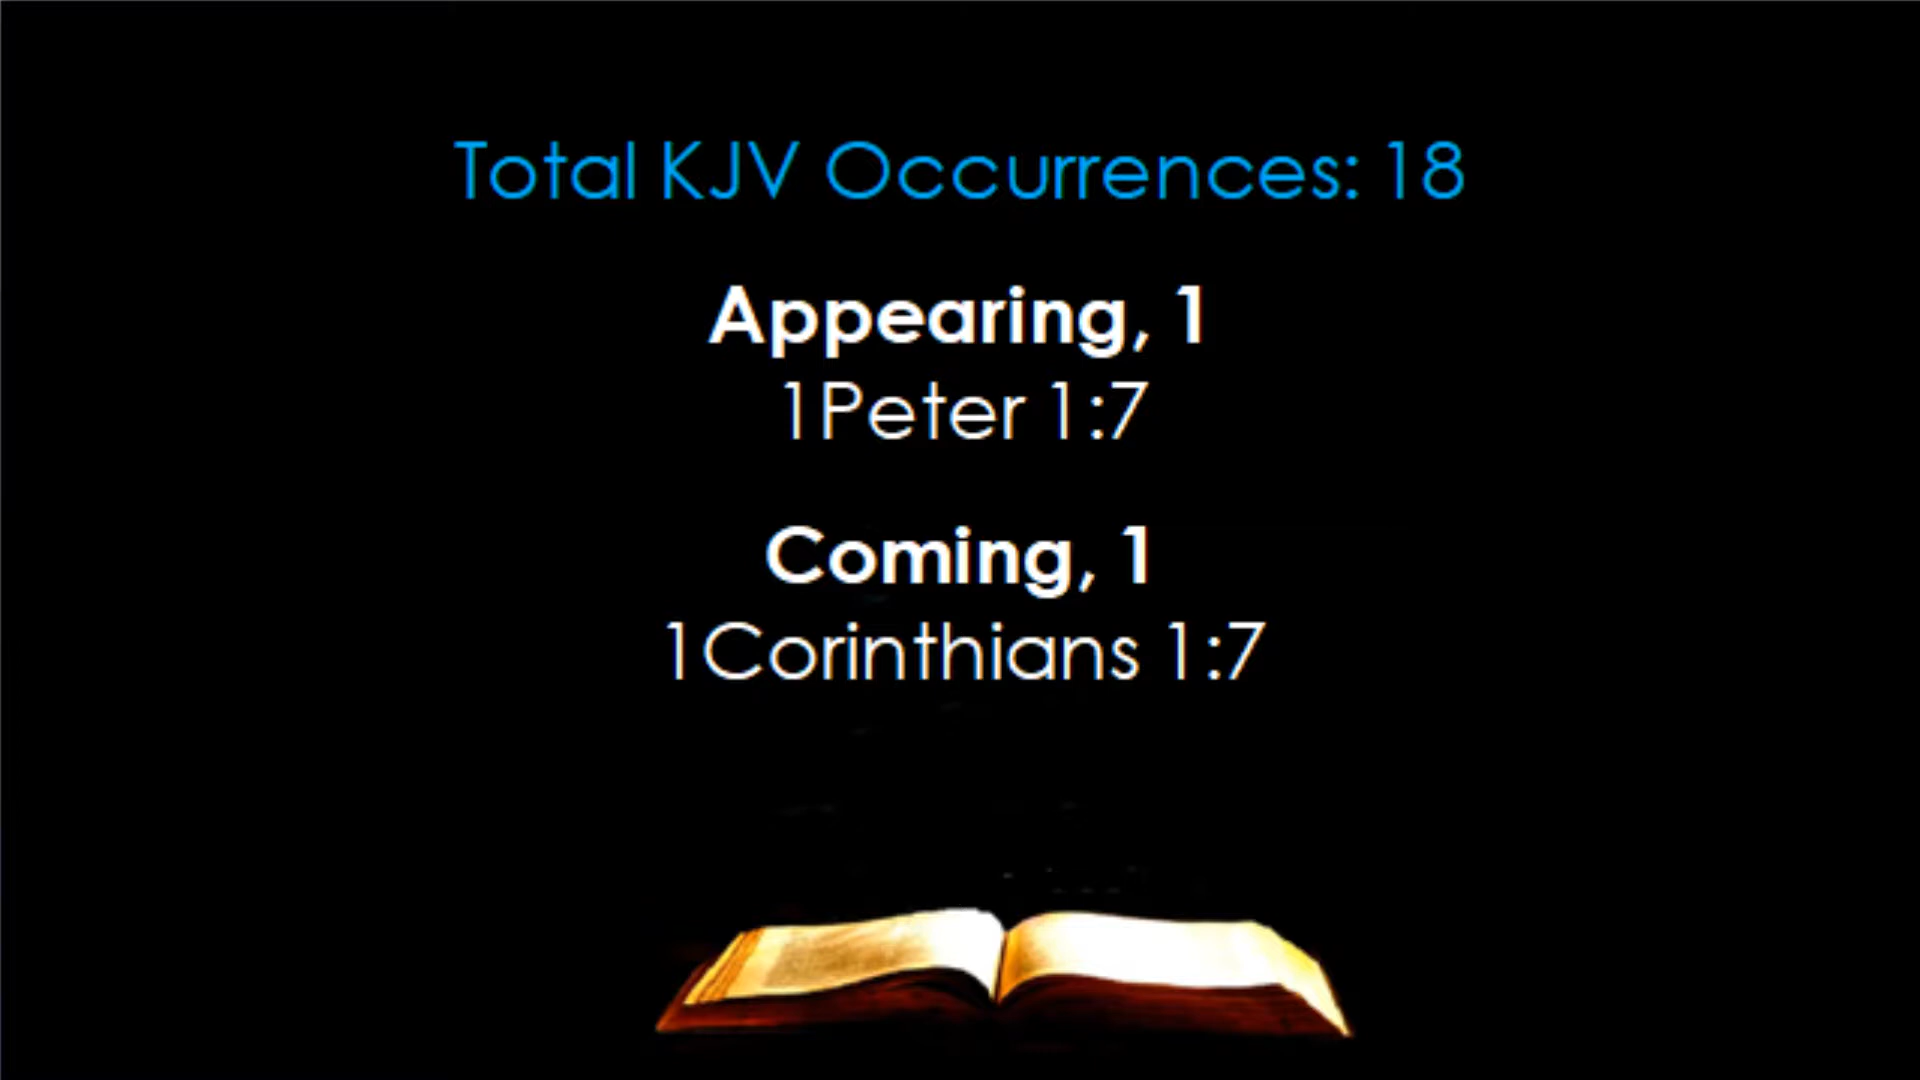 Total KJV Occurrences: 18
Appearing, 1
1Peter 1:7
Coming, 1
1Corinthians 1:7